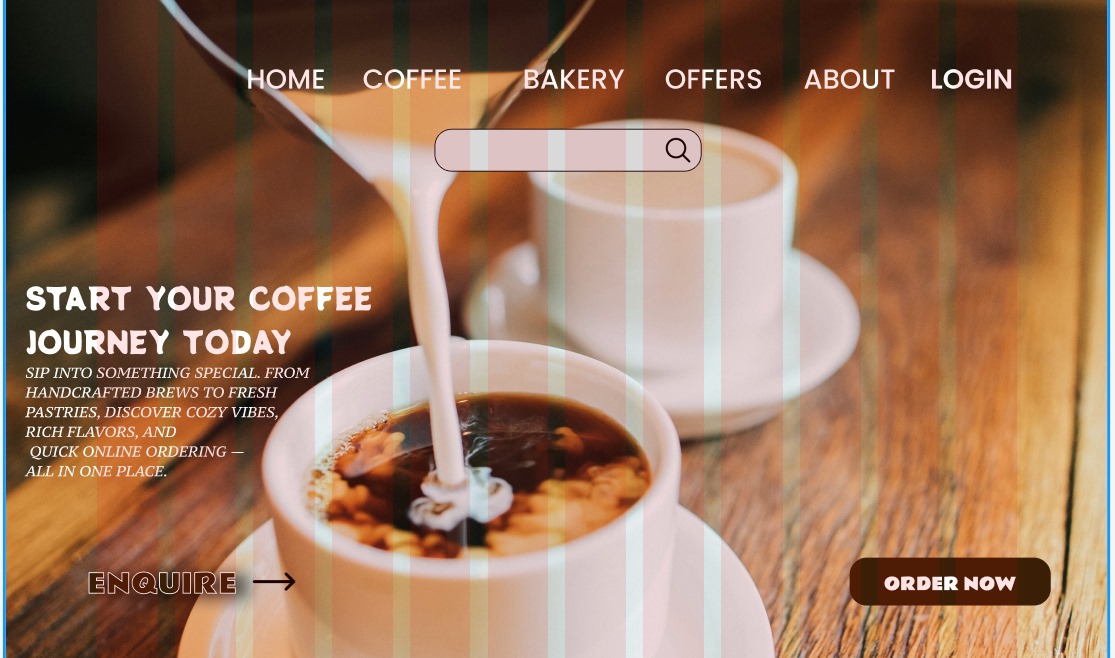 HOME COFFEE BAKERY OFFERS ABOUT LOGIN
START YOUR COFFEE
JOURNEY TODAY
SIP INTO SOMETHING SPECIAL. FROM
HANDCRAFTED BREWS TO FRESH
PASTRIES, DISCOVER COZY VIBES,
RICH FLAVORS, AND
QUICK ONLINE ORDERING —
ALL IN ONE PLACE.
ENQUIRE
ORDER NOW